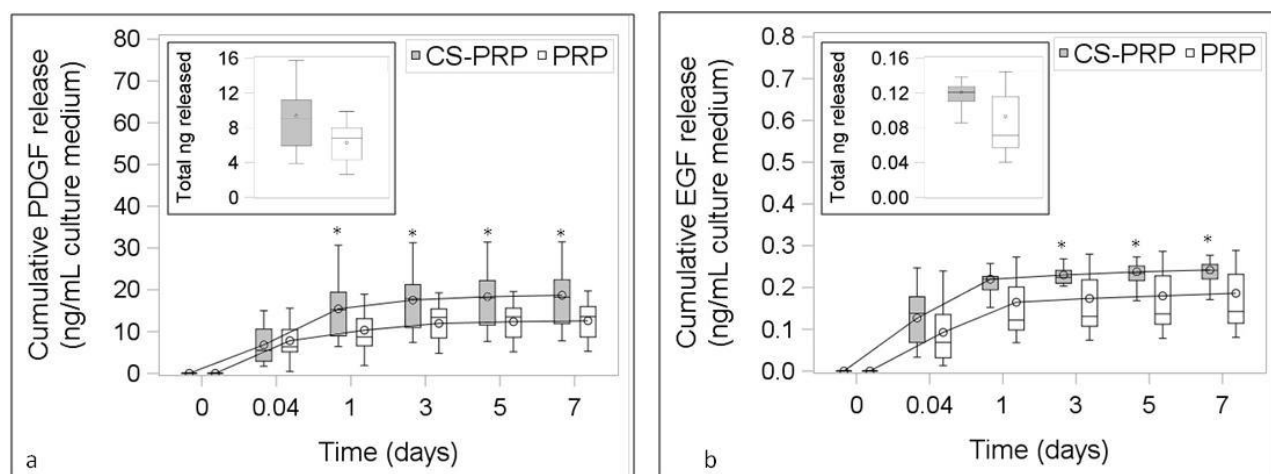 80
70
60
50
40
30
20
10
0
Cumulative PDGF release
(ng/mL culture medium)
16
12
8
4
0
Total ng released
CS-PRP PRP
* * * *
0 0.04 1 3 5 7
Time (days)
a
0.8
0.7
0.6
0.5
0.4
0.3
0.2
0.1
0.0
Cumulative EGF release
(ng/mL culture medium)
0.16
0.12
0.08
0.04
0.00
Total ng released
CS-PRP PRP
* * *
0 0.04 1 3 5 7
Time (days)
b